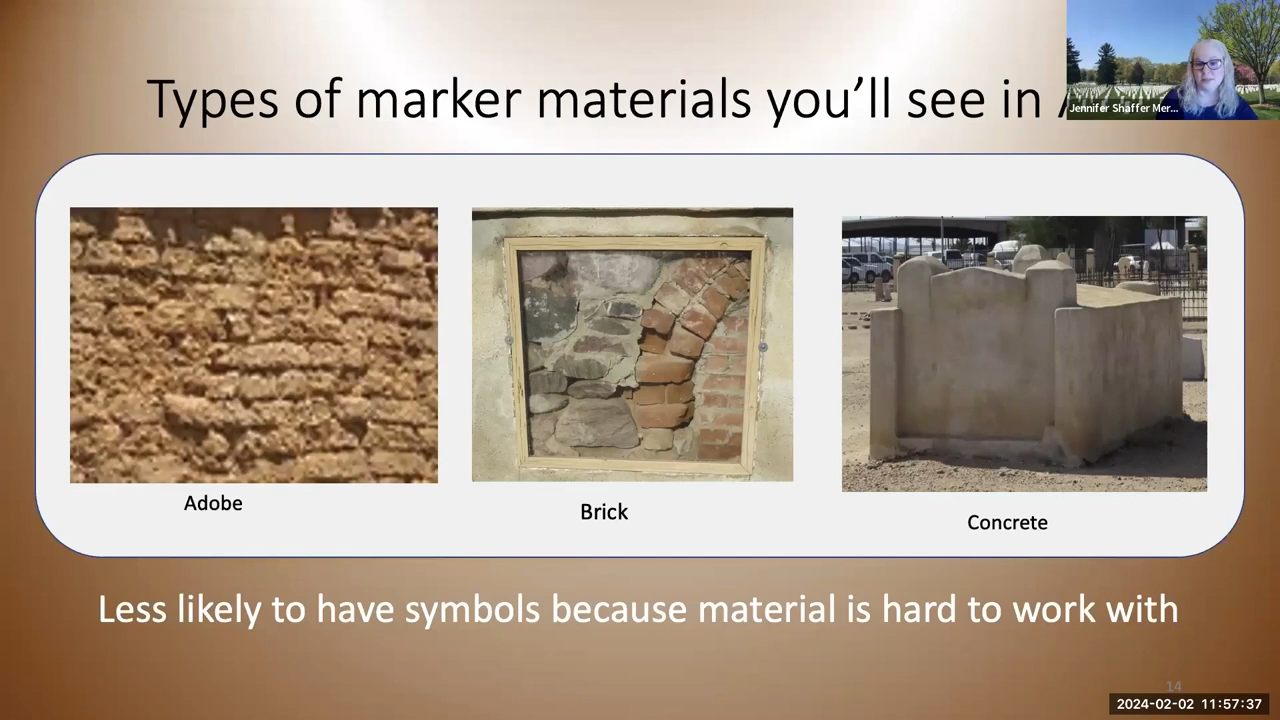 Types of marker materials you'll see in
Jennifer Shaffer Mer...
Adobe
Brick
Concrete
Less likely to have symbols because material is hard to work with
14
2024-02-02 11:57:37